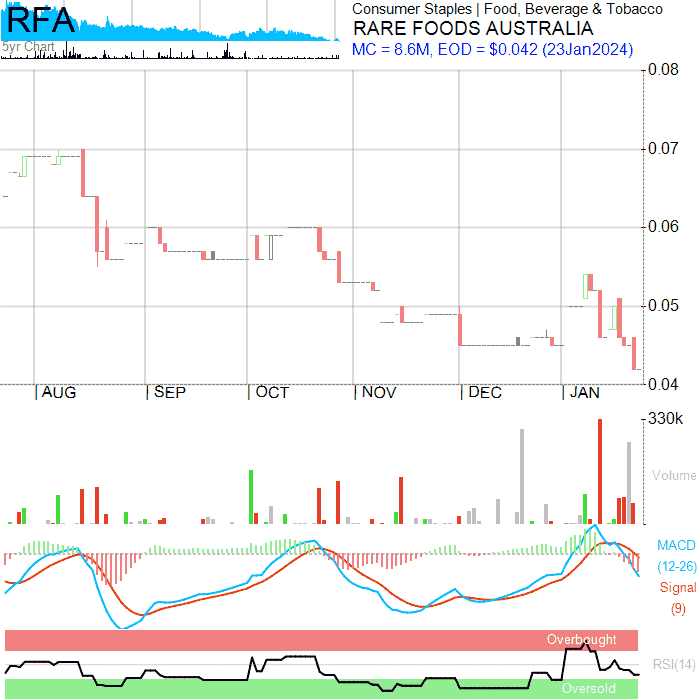 RFA
5yr Chart
Consumer Staples | Food, Beverage & Tobacco
RARE FOODS AUSTRALIA
MC = 8.6M, EOD = $0.042 (23Jan2024)
0.08
0.07
0.06
0.05
0.04
AUG SEP OCT NOV DEC JAN
330k
Volume
MACD
(12-26)
Signal
(9)
Overbought
RSI(14)
Oversold